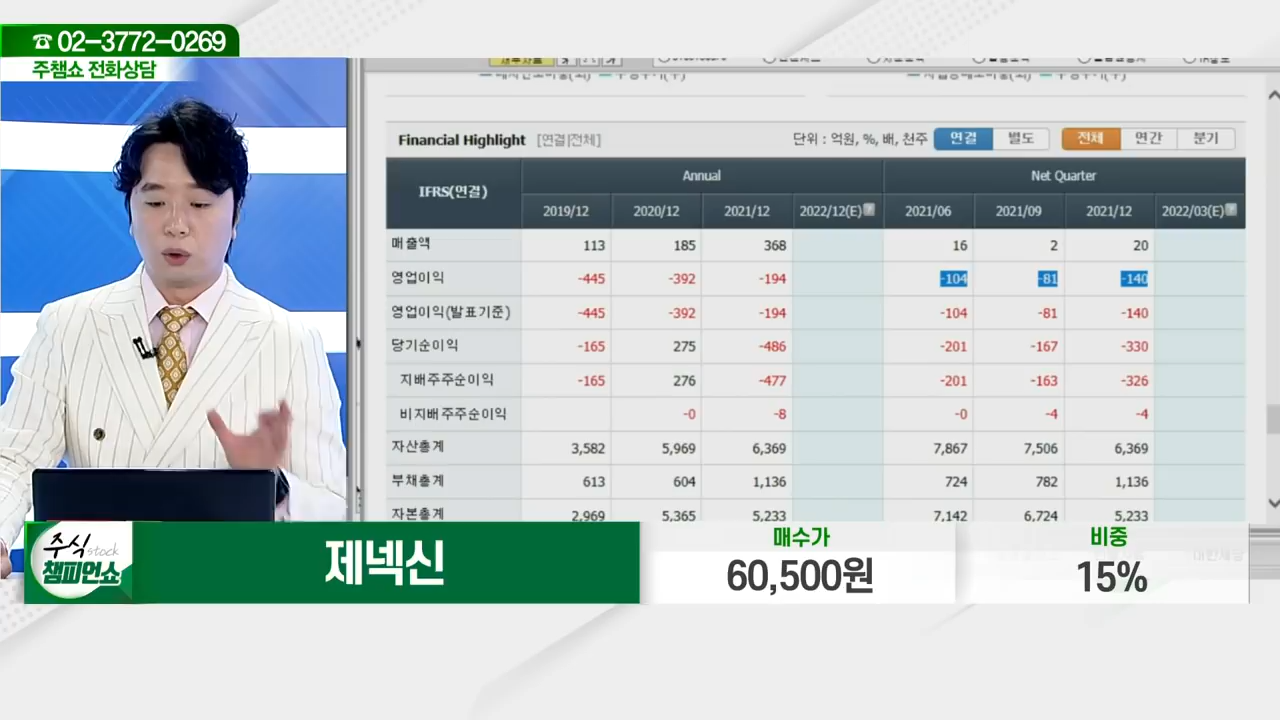 ☎ 02-3772-0269
주챔쇼 전화상담
Financial Highlight [연결|전체]
단위 : 억원, %, 배, 천주 연결 별도 전체 연간 분기
IFRS(연결) Annual Net Quarter
2019/12 2020/12 2021/12 2022/12(E) 2021/06 2021/09 2021/12 2022/03(E)
매출액 113 185 368 16 2 20
영업이익 -445 -392 -194 -104 -81 -140
영업이익(발표기준) -445 -392 -194 -104 -81 -140
당기순이익 -165 275 -486 -201 -167 -330
지배주주순이익 -165 276 -477 -201 -163 -326
비지배주주순이익 -0 -8 -0 -4 -4
자산총계 3,582 5,969 6,369 7,867 7,506 6,369
부채총계 613 604 1,136 724 782 1,136
자본총계 2,969 5,365 5,233 7,142 6,724 5,233
주식 stock
챔피언쇼
제넥신
매수가
60,500원
비중
15%